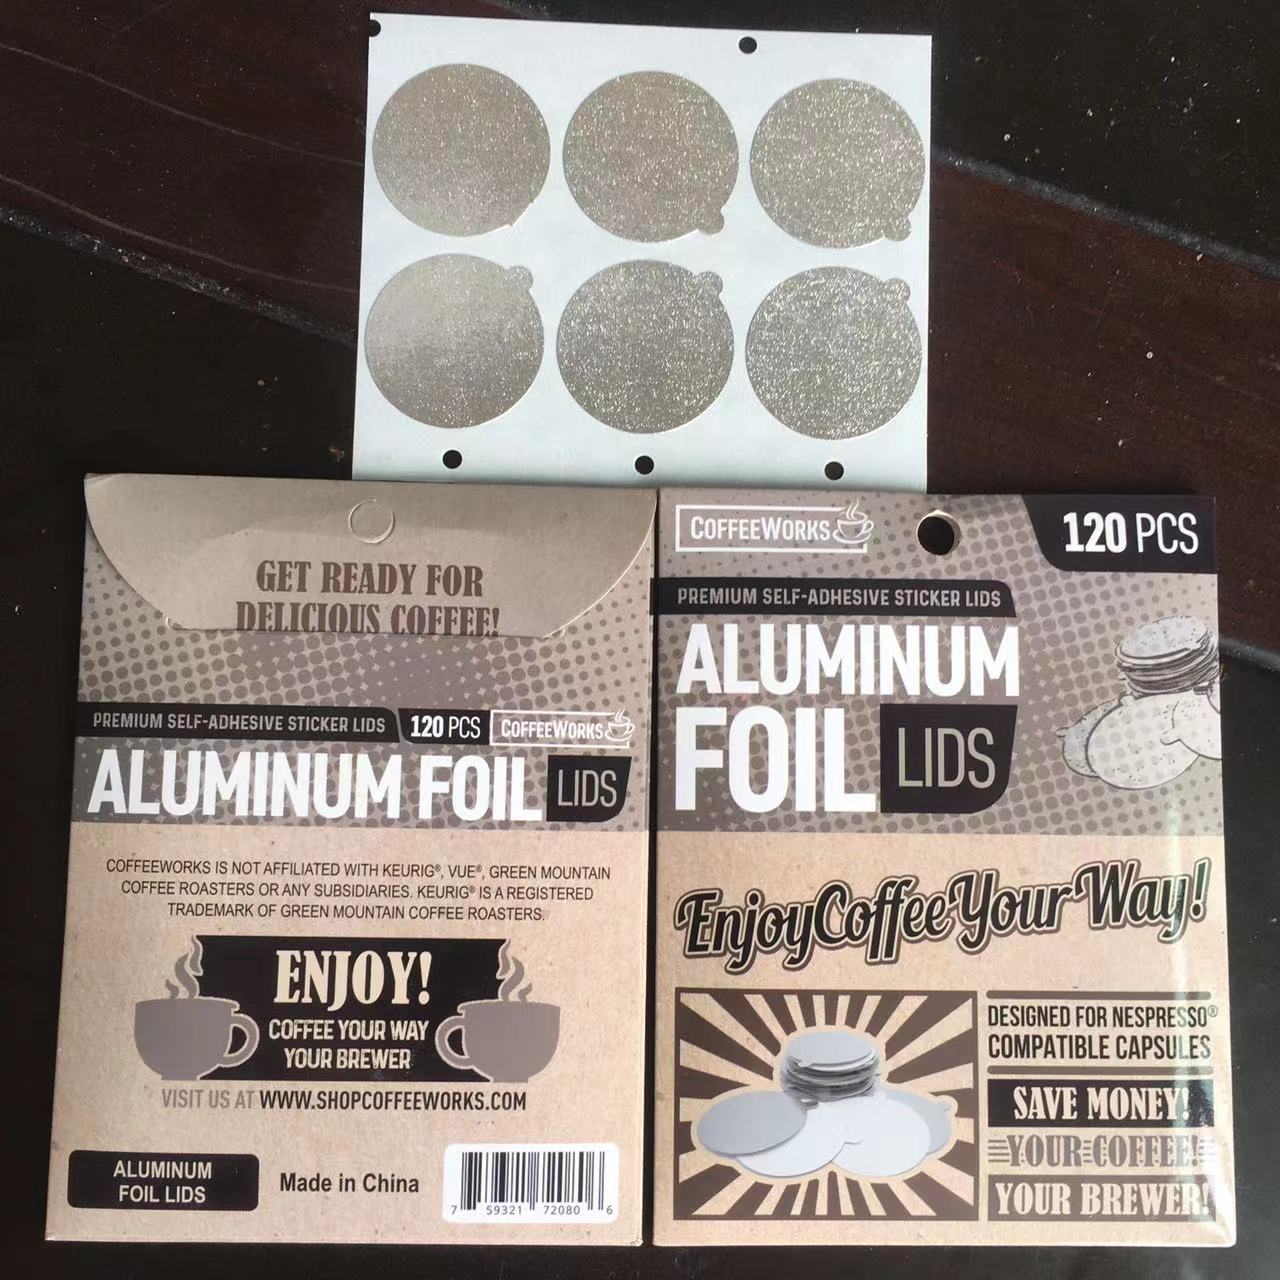 GET READY FOR
DELICIOUS COFFEE!
PREMIUM SELF-ADHESIVE STICKER LIDS
120 PCS
COFFEEWORKS
ALUMINUM FOIL LIDS
COFFEEWORKS IS NOT AFFILIATED WITH KEURIG®, VUE®, GREEN MOUNTAIN
COFFEE ROASTERS OR ANY SUBSIDIARIES. KEURIG® IS A REGISTERED
TRADEMARK OF GREEN MOUNTAIN COFFEE ROASTERS.
ENJOY!
COFFEE YOUR WAY
YOUR BREWER
VISIT US AT WWW.SHOPCOFFEEWORKS.COM
ALUMINUM
FOIL LIDS
Made in China
7 59321 72080 6
COFFEEWORKS
120 PCS
PREMIUM SELF-ADHESIVE STICKER LIDS
ALUMINUM
FOIL LIDS
Enjoy Coffee Your Way!
DESIGNED FOR NESPRESSO®
COMPATIBLE CAPSULES
SAVE MONEY!
YOUR COFFEE!
YOUR BREWER!